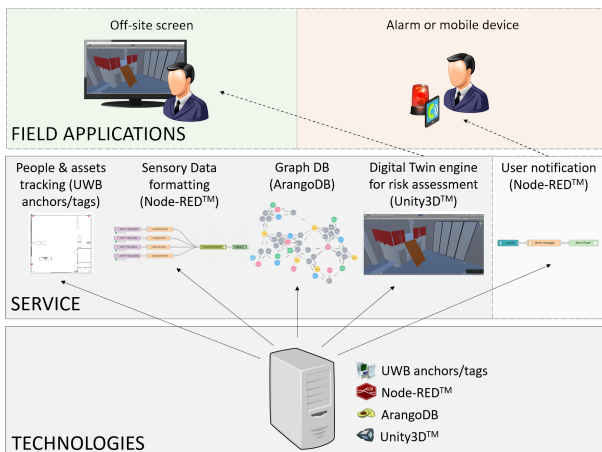 Off-site screen
Alarm or mobile device
FIELD APPLICATIONS
People & assets
tracking (UWB
anchors/tags)
Sensory Data
formatting
(Node-RED™)
Graph DB
(ArangoDB)
Digital Twin engine
for risk assessment
(Unity3D™)
User notification
(Node-RED™)
SERVICE
UWB anchors/tags
Node-RED™
ArangoDB
Unity3D™
TECHNOLOGIES